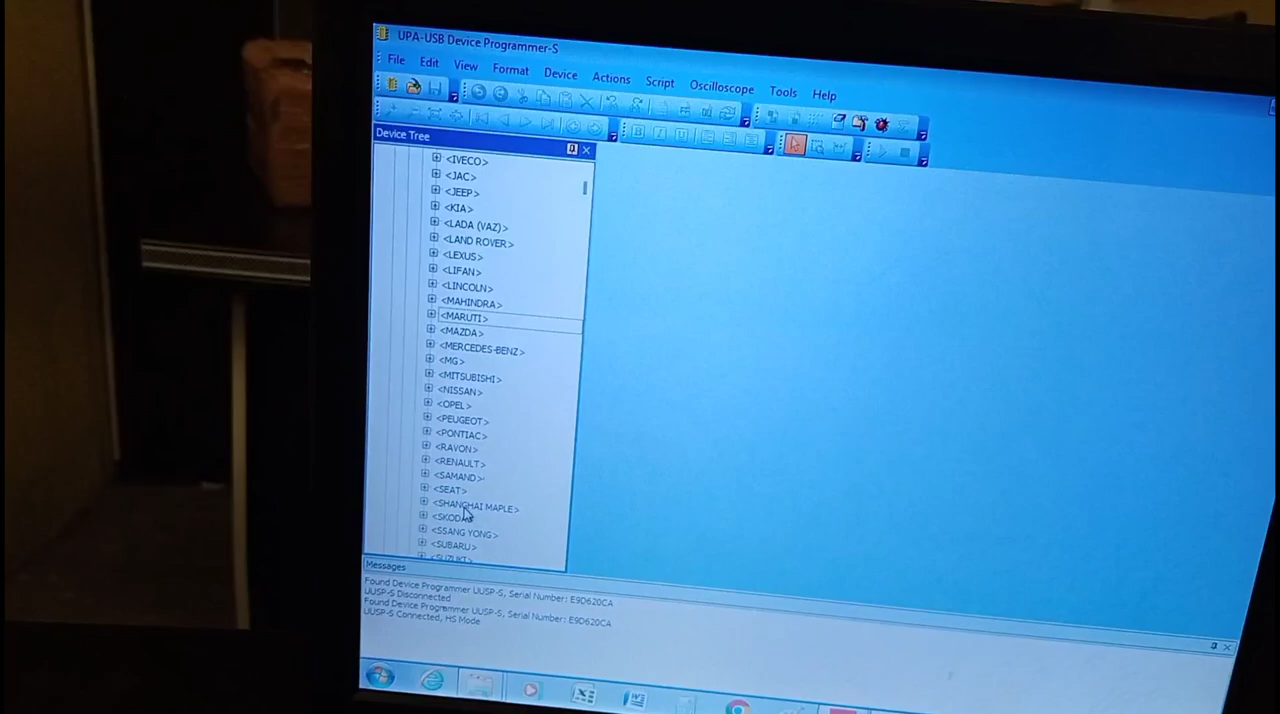 UPA-USB Device Programmer-S
File Edit View Format Device Actions Script Oscilloscope Tools Help
Device Tree
<IVECO>
<JAC>
<JEEP>
<KIA>
<LADA (VAZ)>
<LAND ROVER>
<LEXUS>
<LIFAN>
<LINCOLN>
<MAHINDRA>
<MARUTI>
<MAZDA>
<MERCEDES-BENZ>
<MG>
<MITSUBISHI>
<NISSAN>
<OPEL>
<PEUGEOT>
<PONTIAC>
<RAVON>
<RENAULT>
<SAMAND>
<SEAT>
<SHANGHAI MAPLE>
<SKODA>
<SSANG YONG>
<SUBARU>
<SUZUKI>
Messages
Found Device Programmer UUSP-S, Serial Number: E9D620CA
UUSP-S Disconnected
Found Device Programmer UUSP-S, Serial Number: E9D620CA
UUSP-S Connected, HS Mode